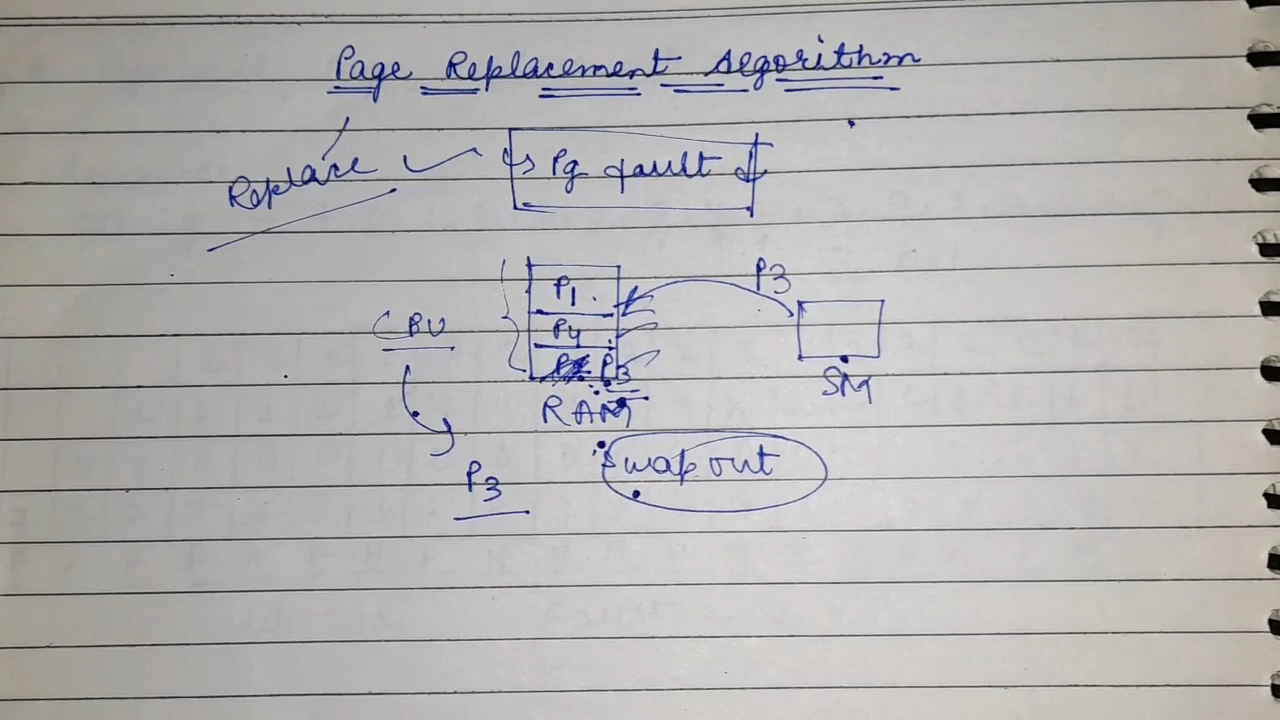 Page Replacement Algorithm
Replace
Pg fault
P3
P1
CPU
P4
P3
RAM
SM
Swap out
P3